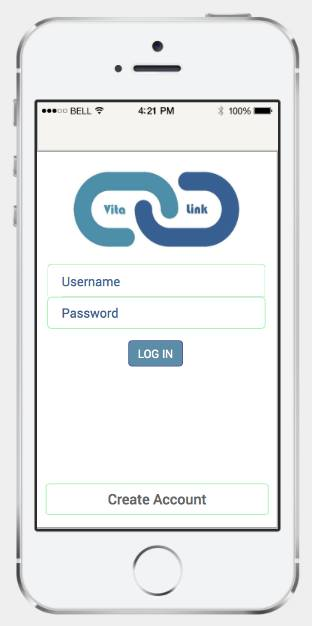 BELL 4:21 PM 100%
Vita Link
Username
Password
LOG IN
Create Account